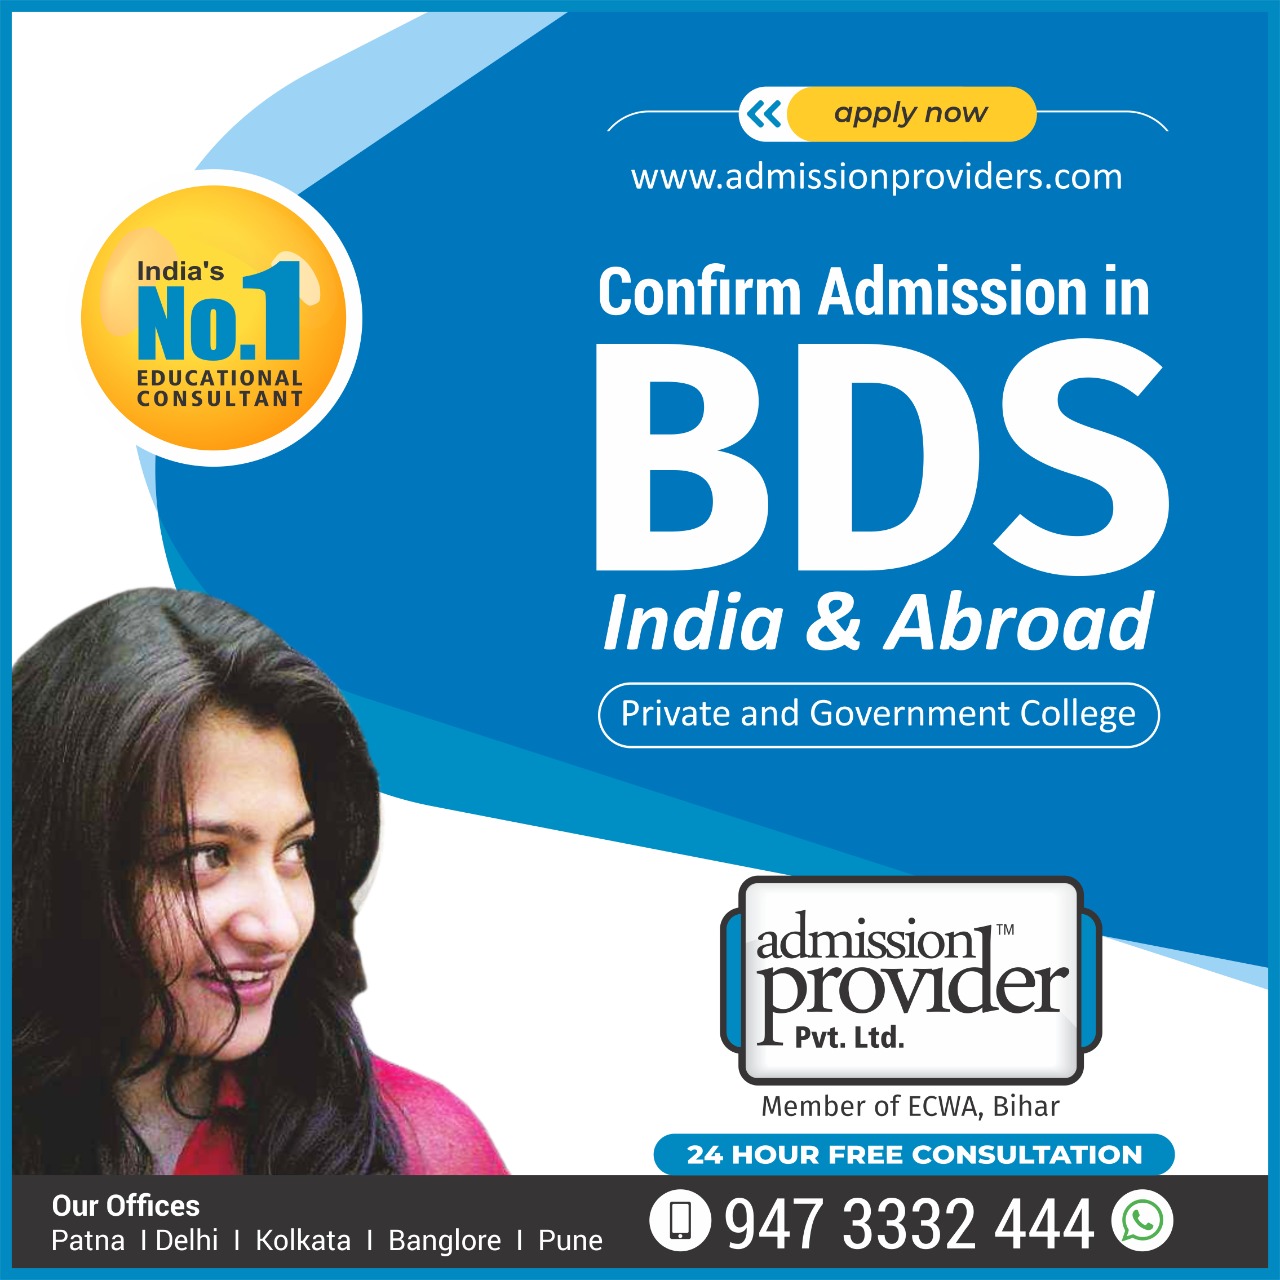 apply now
www.admissionproviders.com
India's
No.1
EDUCATIONAL
CONSULTANT
Confirm Admission in
BDS
India & Abroad
Private and Government College
admission
provider™
Pvt. Ltd.
Member of ECWA, Bihar
24 HOUR FREE CONSULTATION
Our Offices
Patna I Delhi I Kolkata I Banglore I Pune
947 3332 444